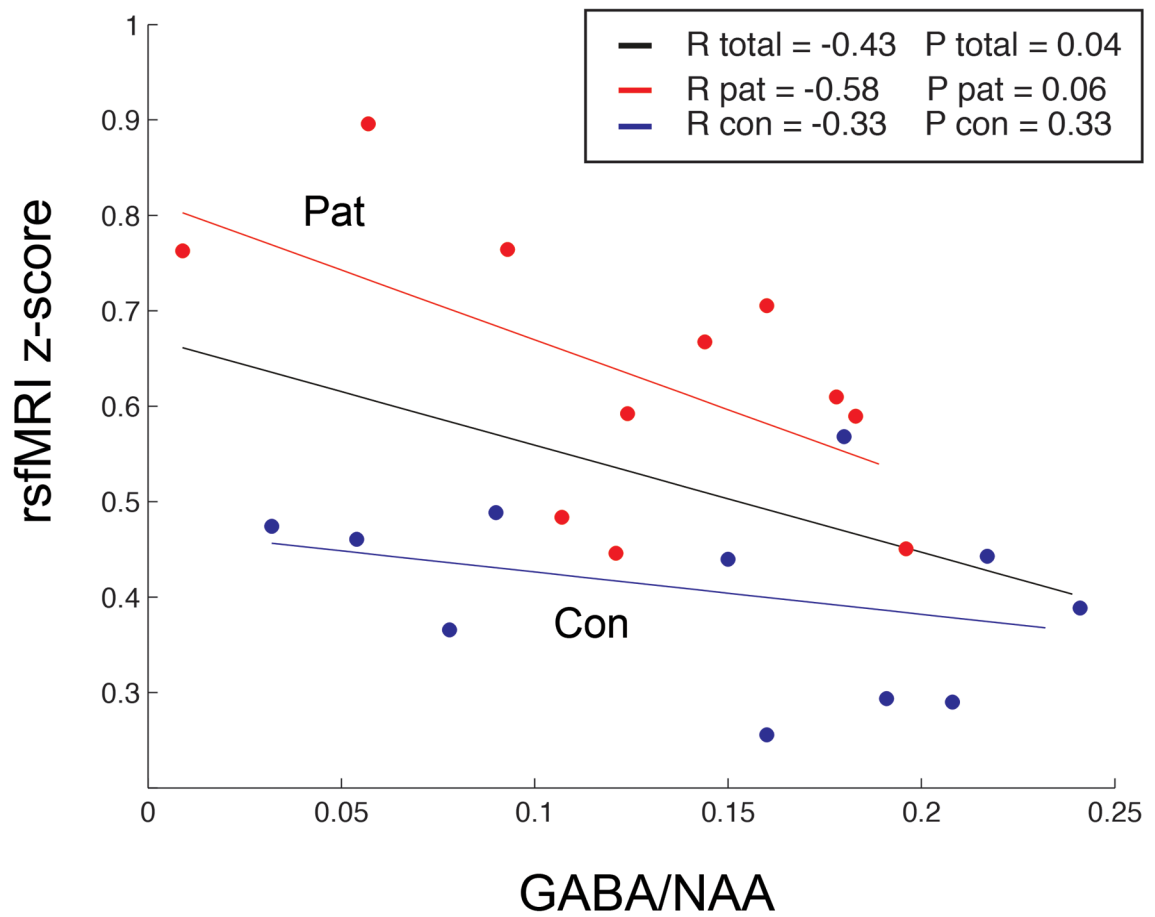 R total = -0.43 P total = 0.04
R pat = -0.58 P pat = 0.06
R con = -0.33 P con = 0.33
1
0.9
0.8
0.7
0.6
0.5
0.4
0.3
rsfMRI z-score
Pat
Con
0 0.05 0.1 0.15 0.2 0.25
GABA/NAA